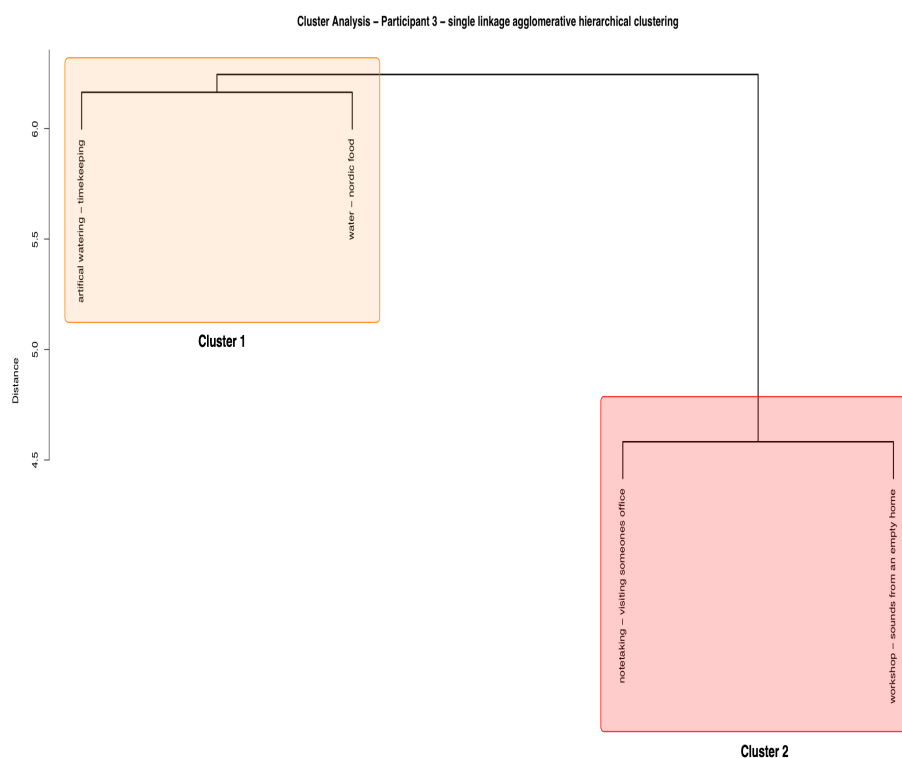 Cluster Analysis – Participant 3 – single linkage agglomerative hierarchical clustering
Distance
6.0
5.5
5.0
4.5
artifical watering – timekeeping
water – nordic food
Cluster 1
notetaking – visiting someones office
workshop – sounds from an empty home
Cluster 2